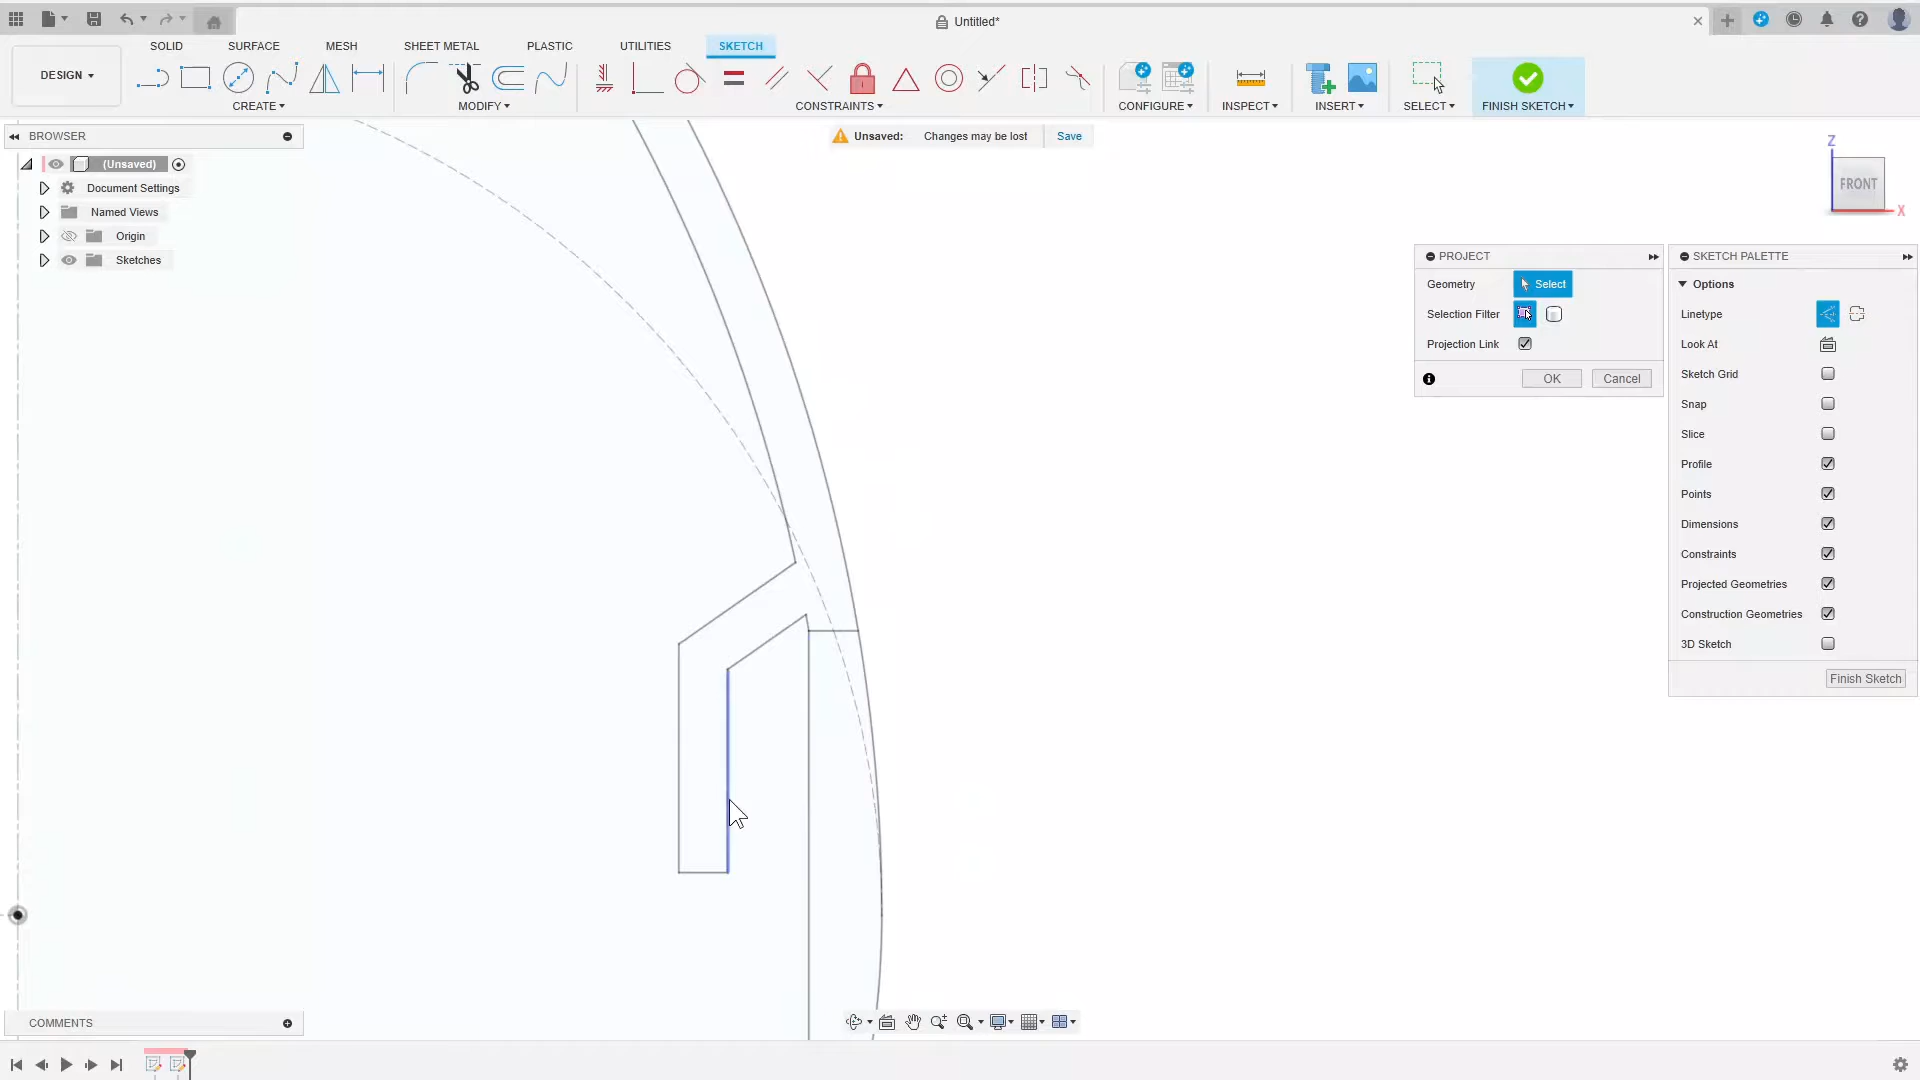 Untitled*
DESIGN
SOLID
SURFACE
MESH
SHEET METAL
PLASTIC
UTILITIES
SKETCH
CREATE
MODIFY
CONSTRAINTS
CONFIGURE
INSPECT
INSERT
SELECT
FINISH SKETCH
BROWSER
Unsaved: Changes may be lost Save
(Unsaved)
Document Settings
Named Views
Origin
Sketches
Z
FRONT
X
PROJECT
Geometry Select
Selection Filter
Projection Link
OK Cancel
SKETCH PALETTE
Options
Linetype
Look At
Sketch Grid
Snap
Slice
Profile
Points
Dimensions
Constraints
Projected Geometries
Construction Geometries
3D Sketch
Finish Sketch
COMMENTS